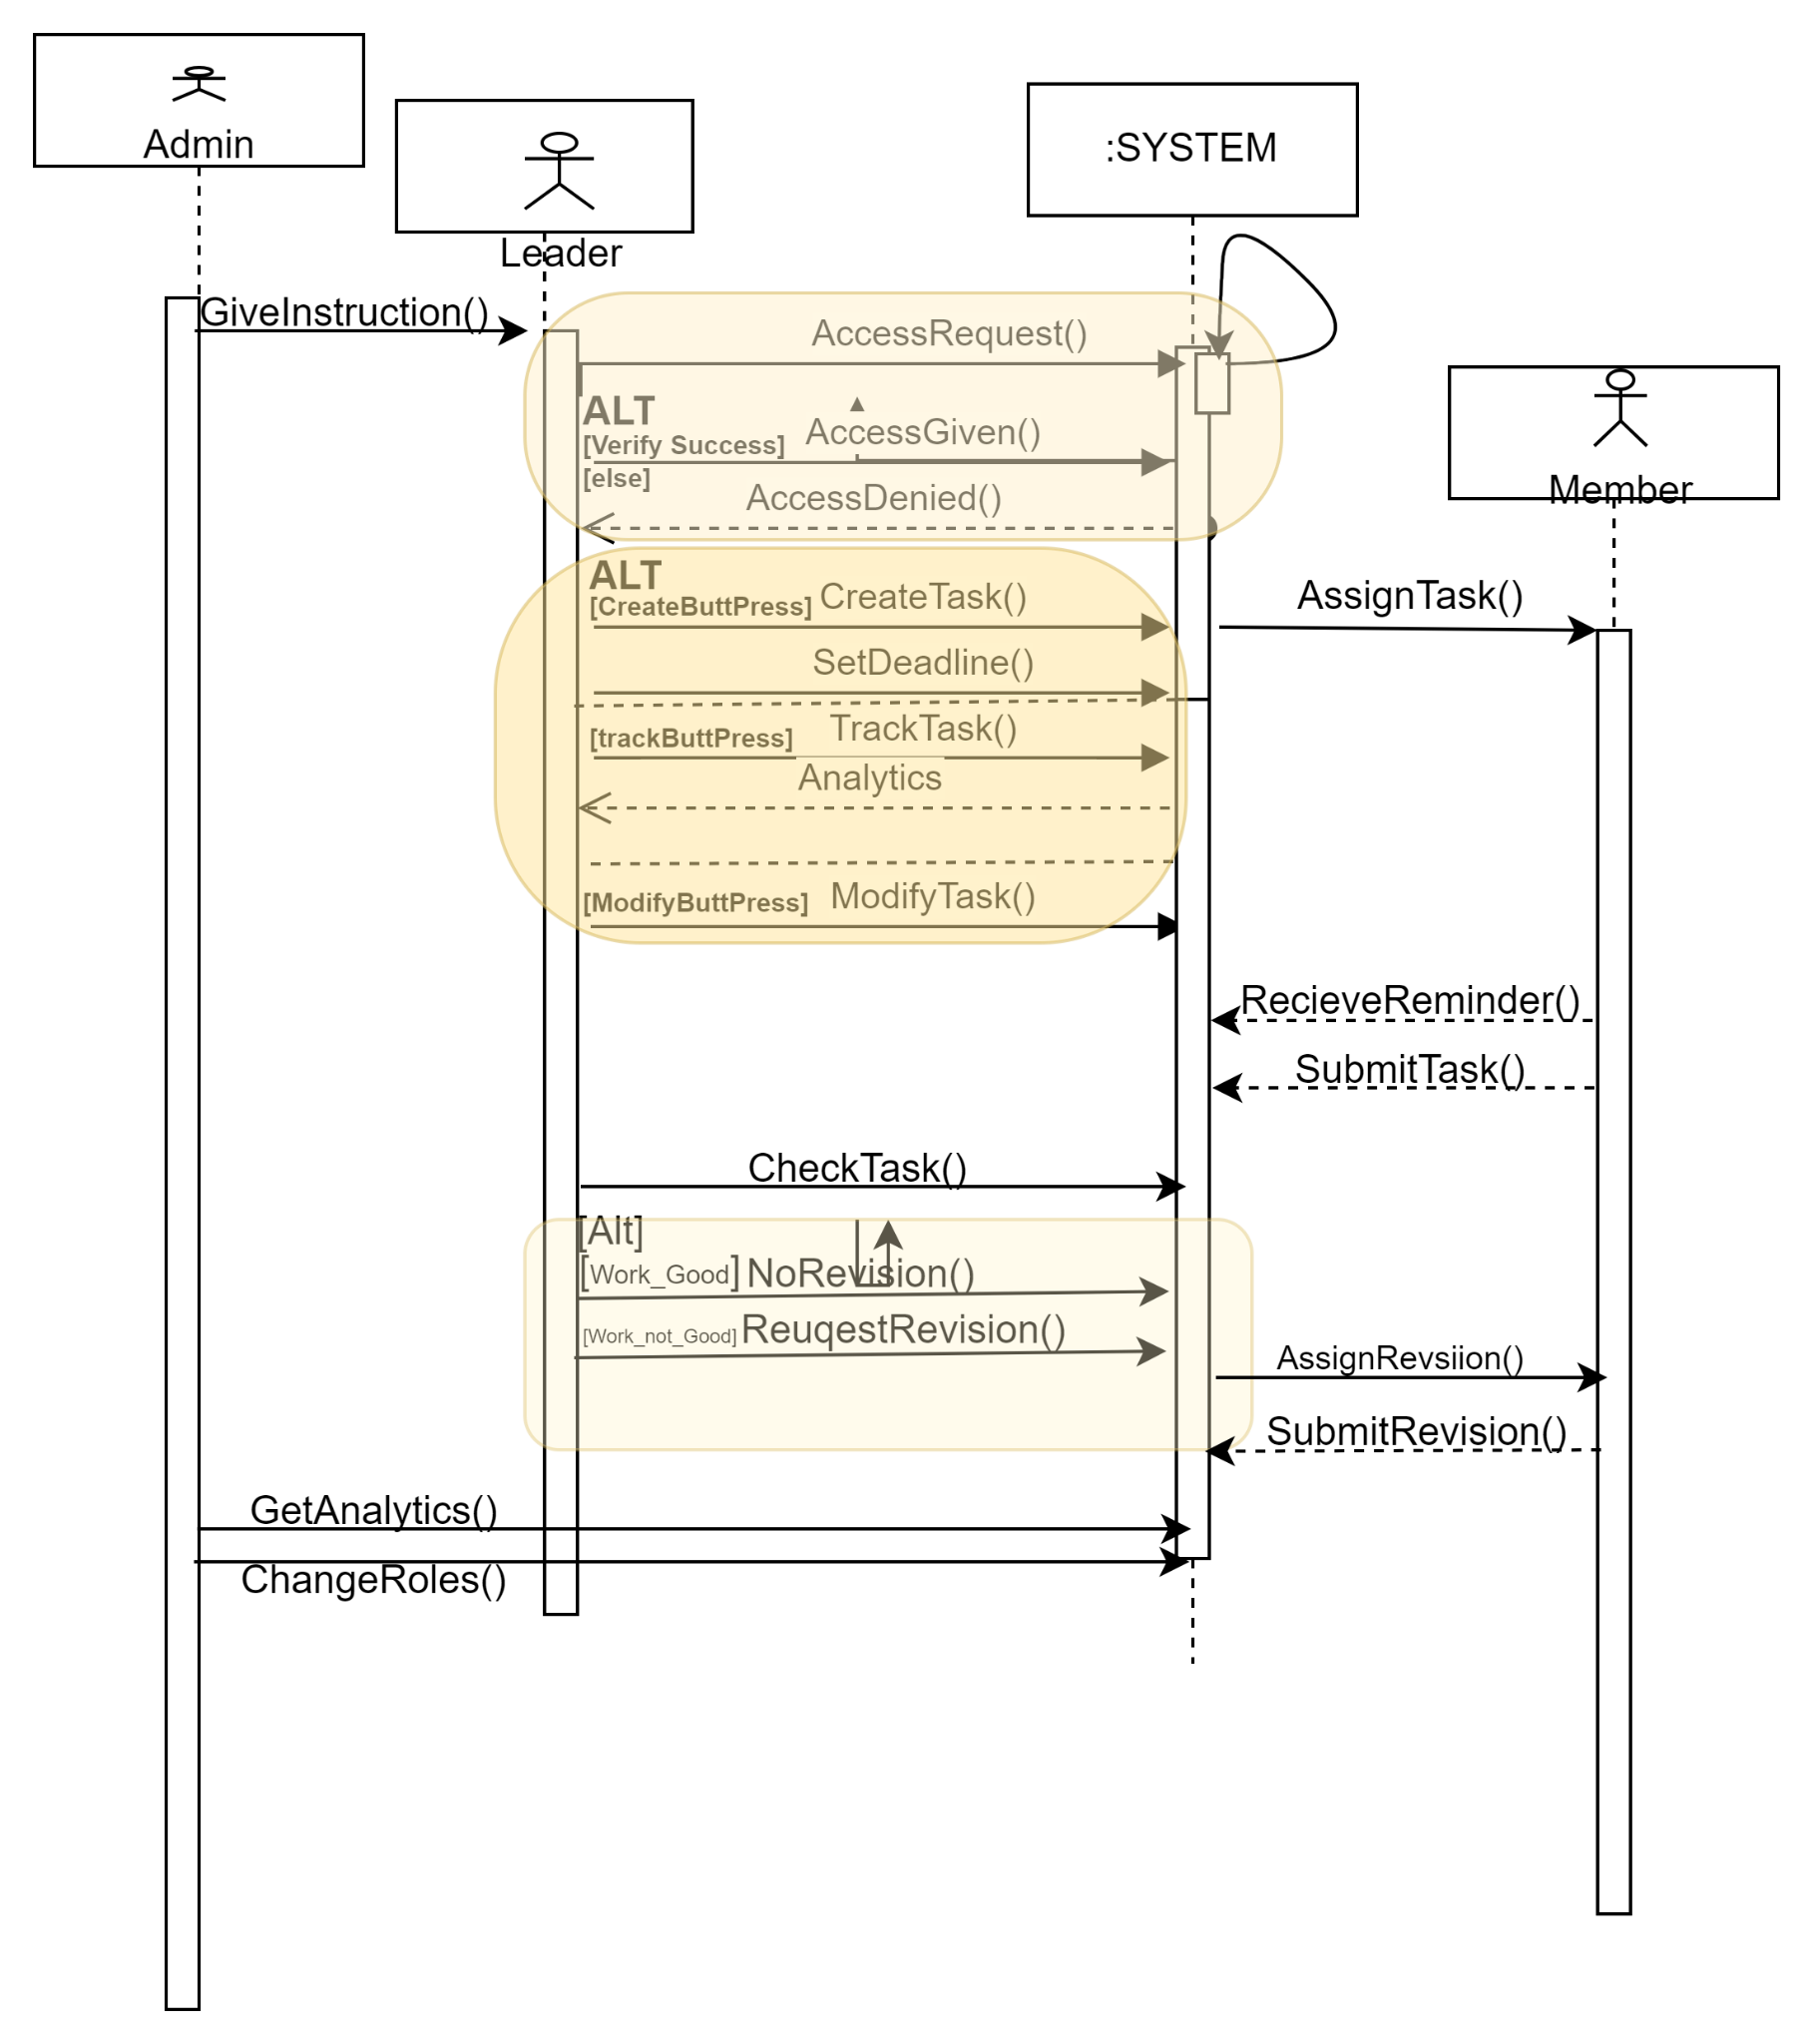 Admin
Leader
:SYSTEM
GiveInstruction()
AccessRequest()
ALT
[Verify Success]
AccessGiven()
[else]
AccessDenied()
Member
ALT
[CreateButtPress]
CreateTask()
AssignTask()
SetDeadline()
[trackButtPress]
TrackTask()
Analytics
[ModifyButtPress]
ModifyTask()
RecieveReminder()
SubmitTask()
CheckTask()
[Alt]
[Work_Good]
NoRevision()
[Work_not_Good]
ReuqestRevision()
AssignRevsiion()
SubmitRevision()
GetAnalytics()
ChangeRoles()